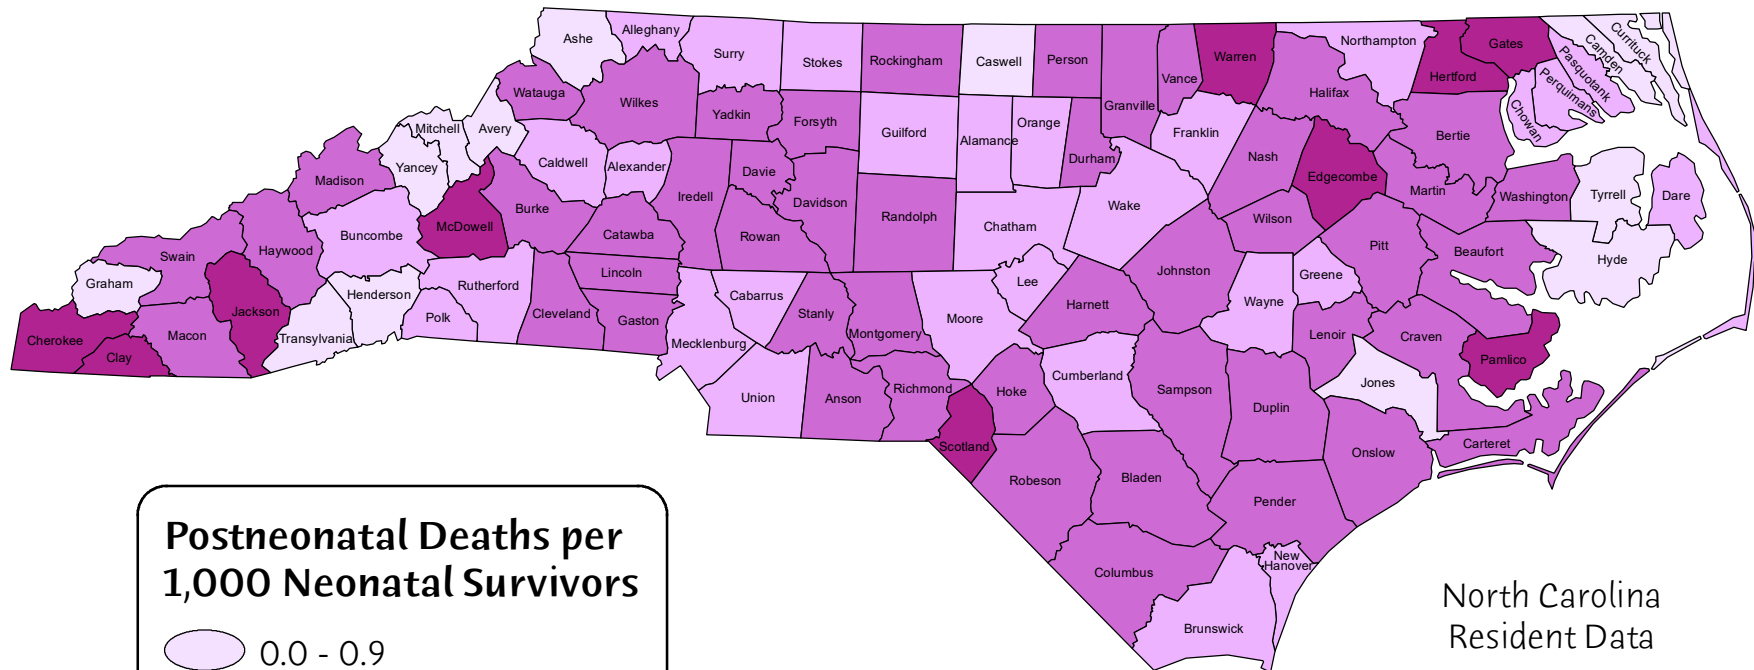 Ashe
Alleghany
Surry
Stokes
Rockingham
Caswell
Person
Granville
Vance
Warren
Northampton
Hertford
Gates
Camden
Currituck
Pasquotank
Perquimans
Chowan
Watauga
Wilkes
Yadkin
Forsyth
Guilford
Alamance
Orange
Durham
Franklin
Halifax
Bertie
Mitchell
Avery
Yancey
Caldwell
Alexander
Davie
Iredell
Davidson
Randolph
Chatham
Wake
Nash
Edgecombe
Martin
Washington
Tyrrell
Dare
Madison
Buncombe
McDowell
Burke
Catawba
Rowan
Wilson
Pitt
Beaufort
Hyde
Swain
Haywood
Graham
Henderson
Rutherford
Lincoln
Cabarrus
Stanly
Montgomery
Moore
Lee
Harnett
Johnston
Wayne
Greene
Lenoir
Craven
Pamlico
Cherokee
Clay
Macon
Jackson
Transylvania
Polk
Cleveland
Gaston
Mecklenburg
Union
Anson
Richmond
Scotland
Hoke
Cumberland
Sampson
Duplin
Jones
Onslow
Carteret
Robeson
Bladen
Pender
Columbus
New
Hanover
Brunswick
Postneonatal Deaths per
1,000 Neonatal Survivors
0.0 - 0.9
North Carolina
Resident Data